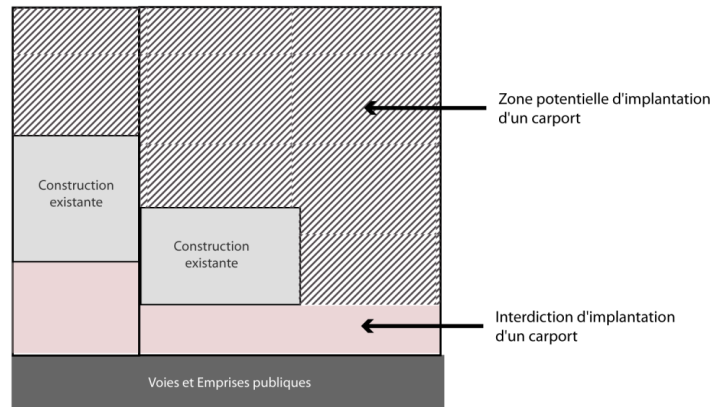 Zone potentielle d'implantation
d'un carport
Construction
existante
Construction
existante
Interdiction d'implantation
d'un carport
Voies et Emprises publiques